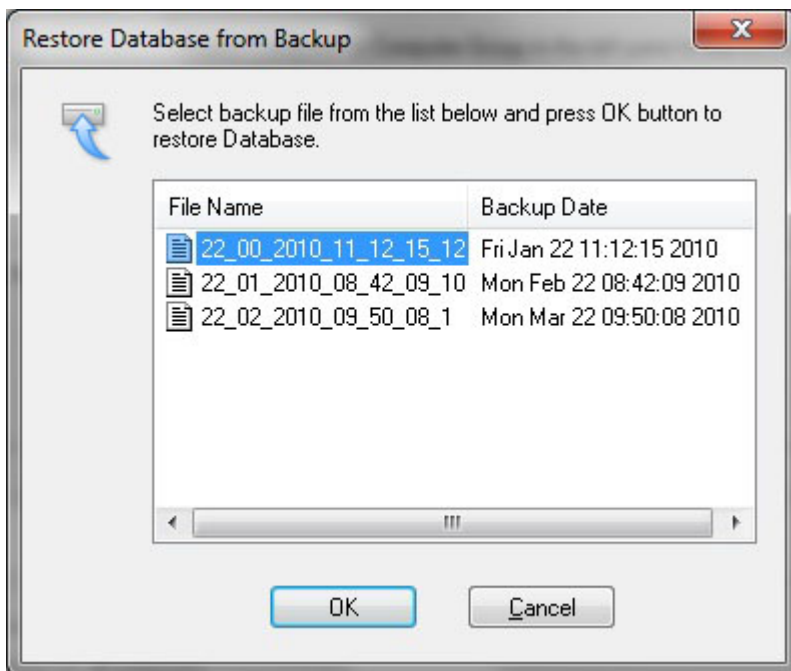 Restore Database from Backup
Select backup file from the list below and press OK button to
restore Database.
File Name Backup Date
22_00_2010_11_12_15_12 Fri Jan 22 11:12:15 2010
22_01_2010_08_42_09_10 Mon Feb 22 08:42:09 2010
22_02_2010_09_50_08_1 Mon Mar 22 09:50:08 2010
OK Cancel